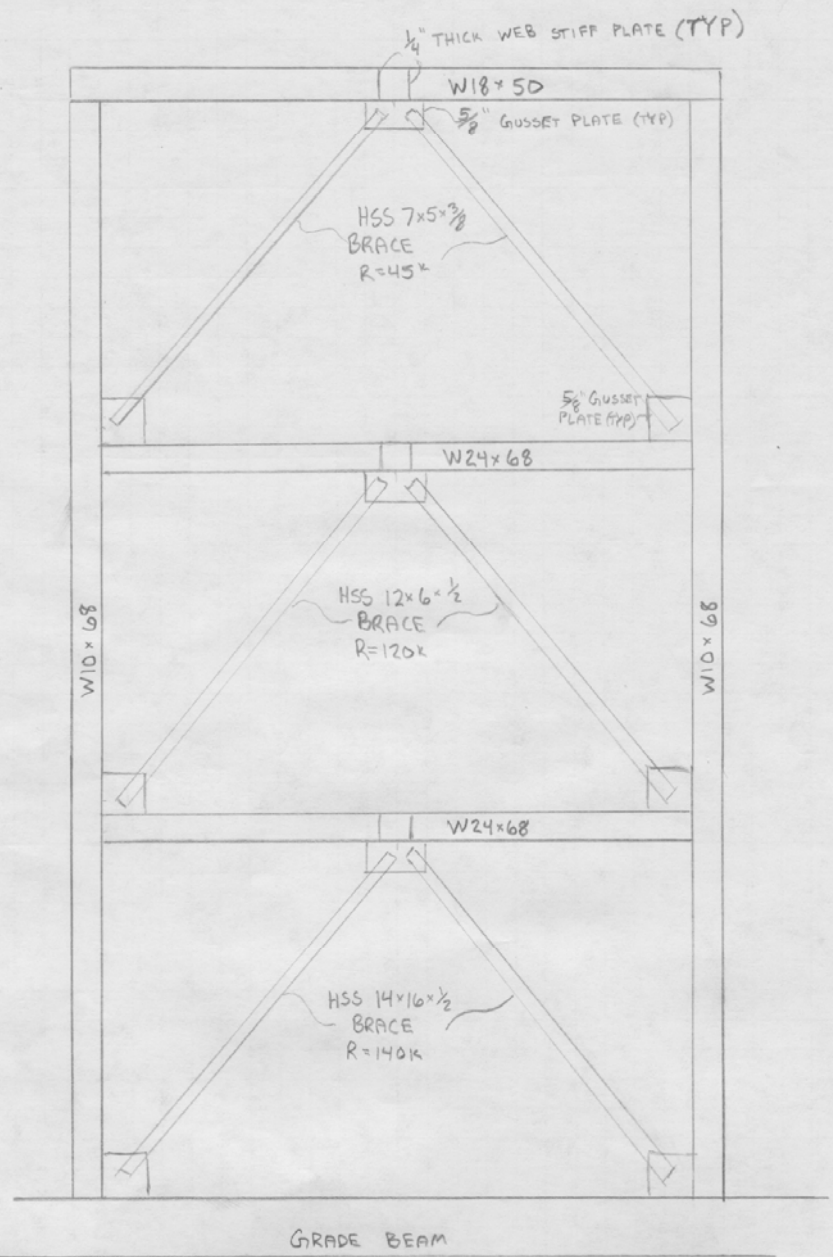 1/4" THICK WEB STIFF PLATE (TYP)
W18×50
5/8" GUSSET PLATE (TYP)
HSS 7×5×3/8
BRACE
R=45K
5/8" GUSSET
PLATE (TYP)
W24×68
HSS 12×6×1/2
BRACE
R=120K
W10×68
W10×68
W24×68
HSS 14×16×1/2
BRACE
R=140K
GRADE BEAM